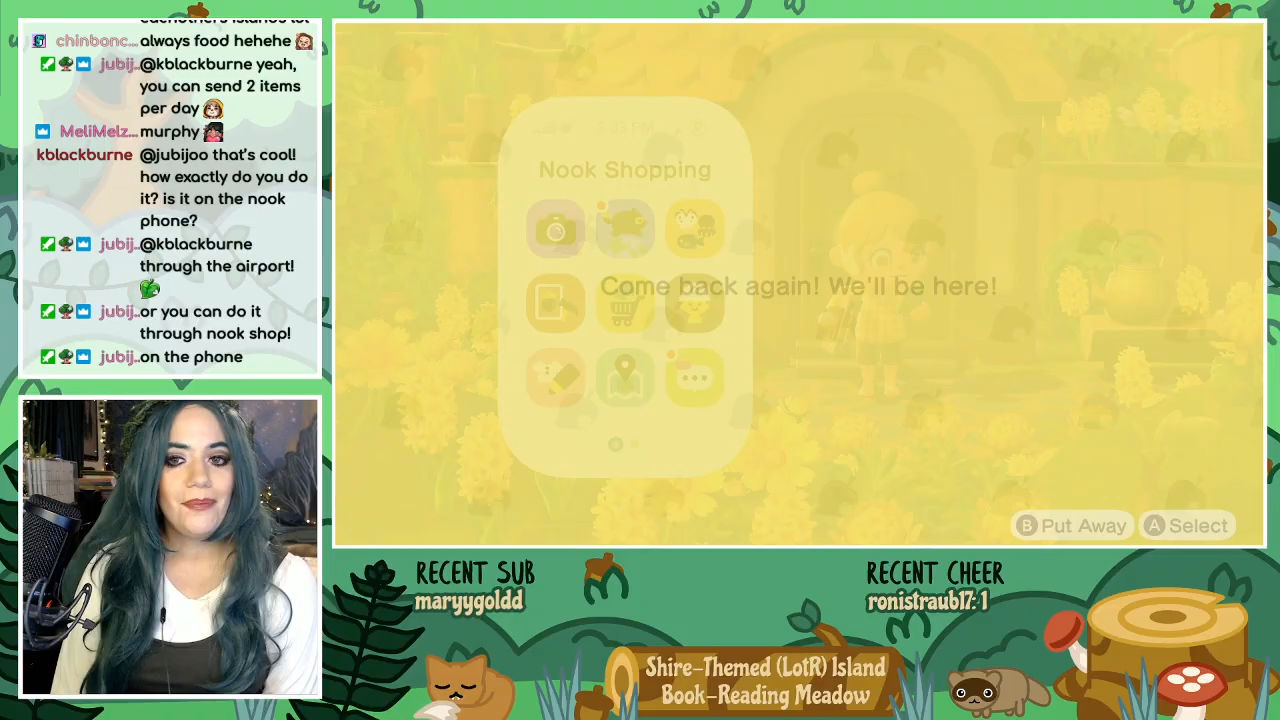 chinbonc... always food hehehe
jubij.. @kblackburne yeah,
you can send 2 items
per day
MeliMelz... murphy
kblackburne @jubijoo that's cool!
how exactly do you do
it? is it on the nook
phone?
jubij.. @kblackburne
through the airport!
jubij.. or you can do it
through nook shop!
jubij.. on the phone
Nook Shopping
Come back again! We'll be here!
B Put Away A Select
RECENT SUB
maryygoldd
RECENT CHEER
ronistraub17: 1
Shire-Themed (LotR) Island
Book-Reading Meadow